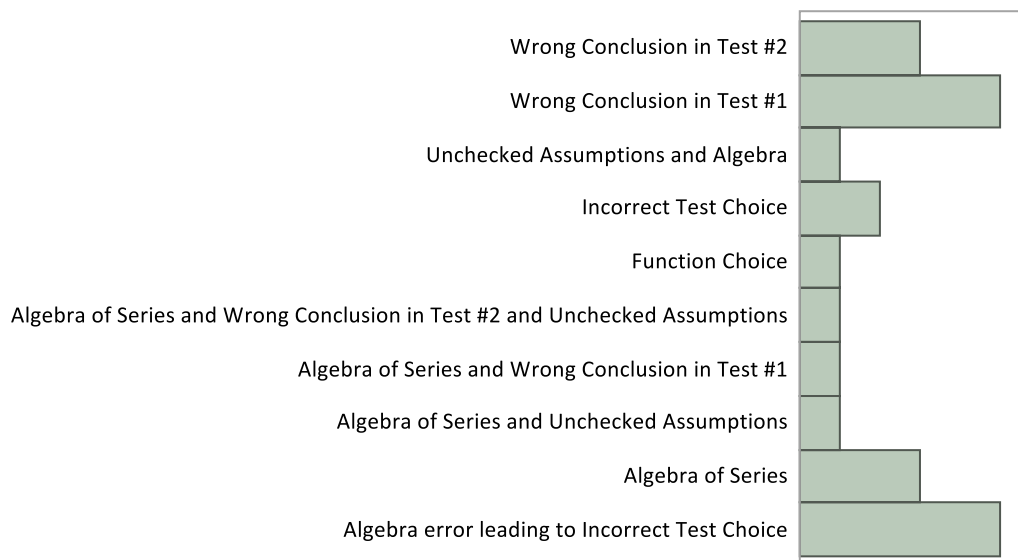 Wrong Conclusion in Test #2
Wrong Conclusion in Test #1
Unchecked Assumptions and Algebra
Incorrect Test Choice
Function Choice
Algebra of Series and Wrong Conclusion in Test #2 and Unchecked Assumptions
Algebra of Series and Wrong Conclusion in Test #1
Algebra of Series and Unchecked Assumptions
Algebra of Series
Algebra error leading to Incorrect Test Choice